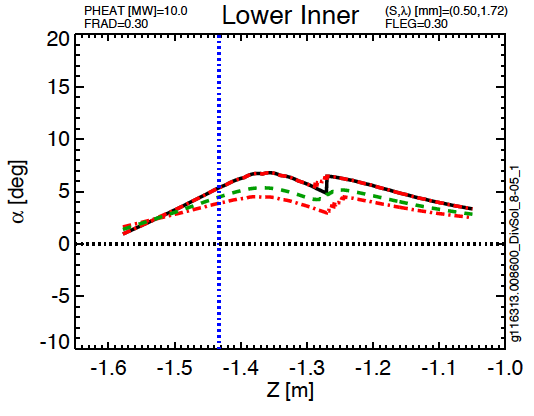 PHEAT [MW]=10.0
FRAD=0.30
Lower Inner
(S,λ) [mm]=(0.50,1.72)
FLEG=0.30
20
15
10
5
0
-5
-10
α [deg]
-1.6 -1.5 -1.4 -1.3 -1.2 -1.1 -1.0
Z [m]
g116313.008600_DivSol_8-05_1